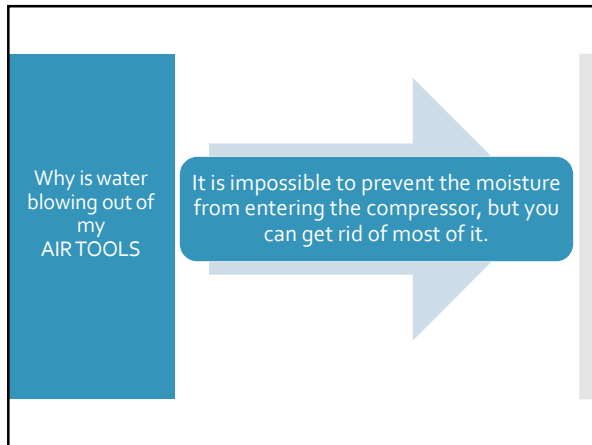 Why is water
blowing out of
my
AIR TOOLS
It is impossible to prevent the moisture
from entering the compressor, but you
can get rid of most of it.